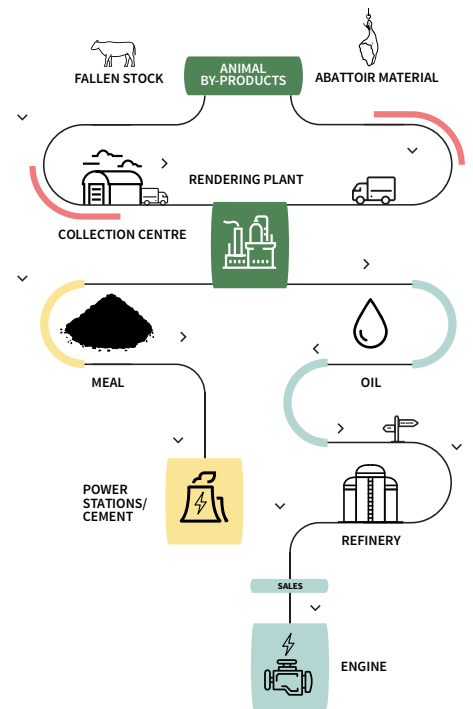 FALLEN STOCK
ANIMAL
BY-PRODUCTS
ABATTOIR MATERIAL
RENDERING PLANT
COLLECTION CENTRE
MEAL
OIL
POWER
STATIONS/
CEMENT
REFINERY
SALES
ENGINE